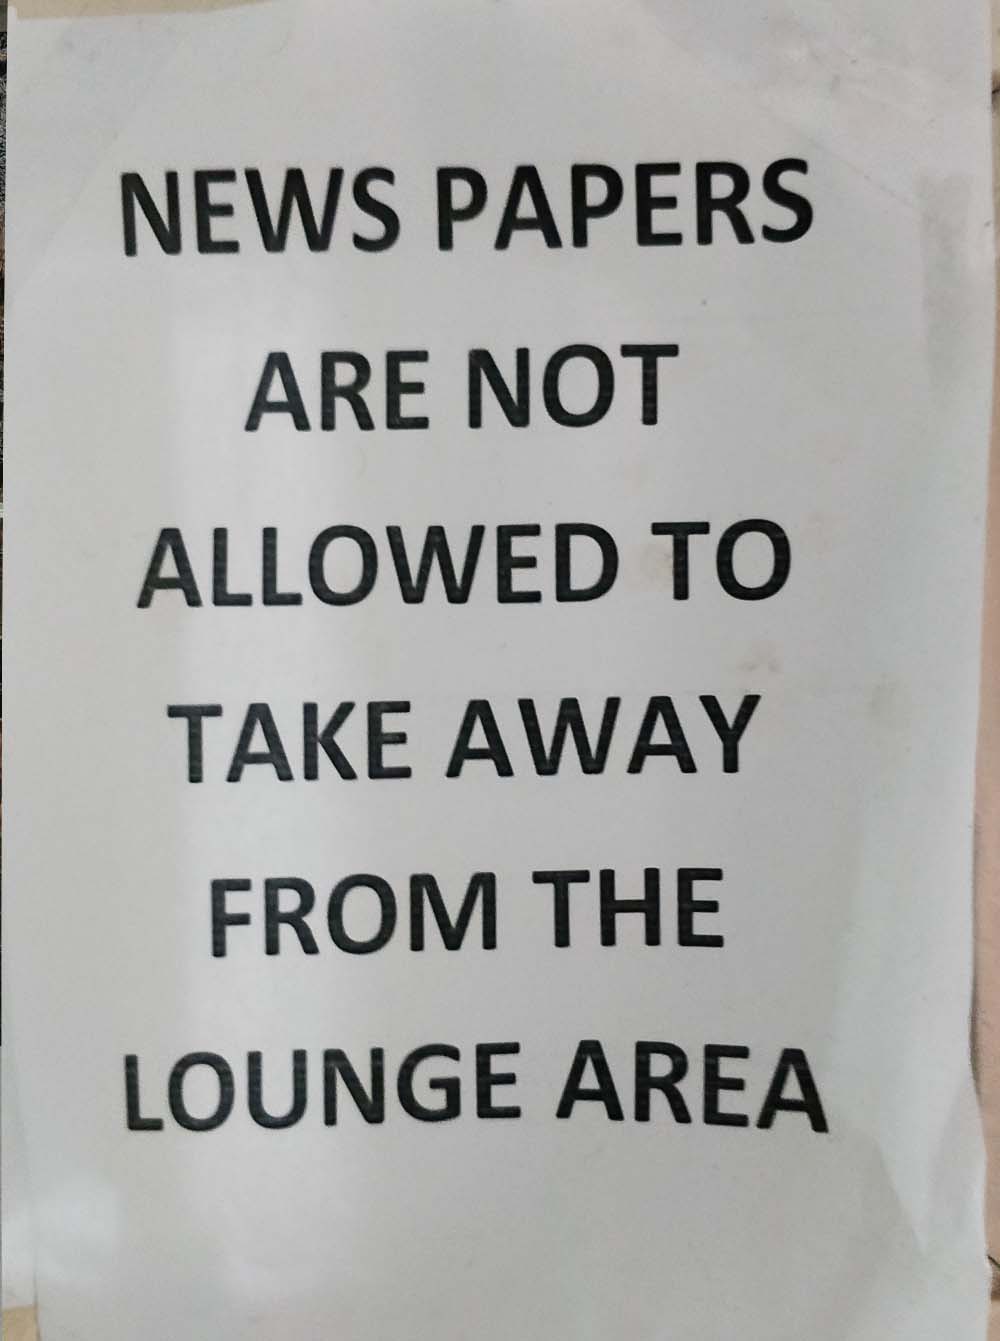 NEWS PAPERS
ARE NOT
ALLOWED TO
TAKE AWAY
FROM THE
LOUNGE AREA